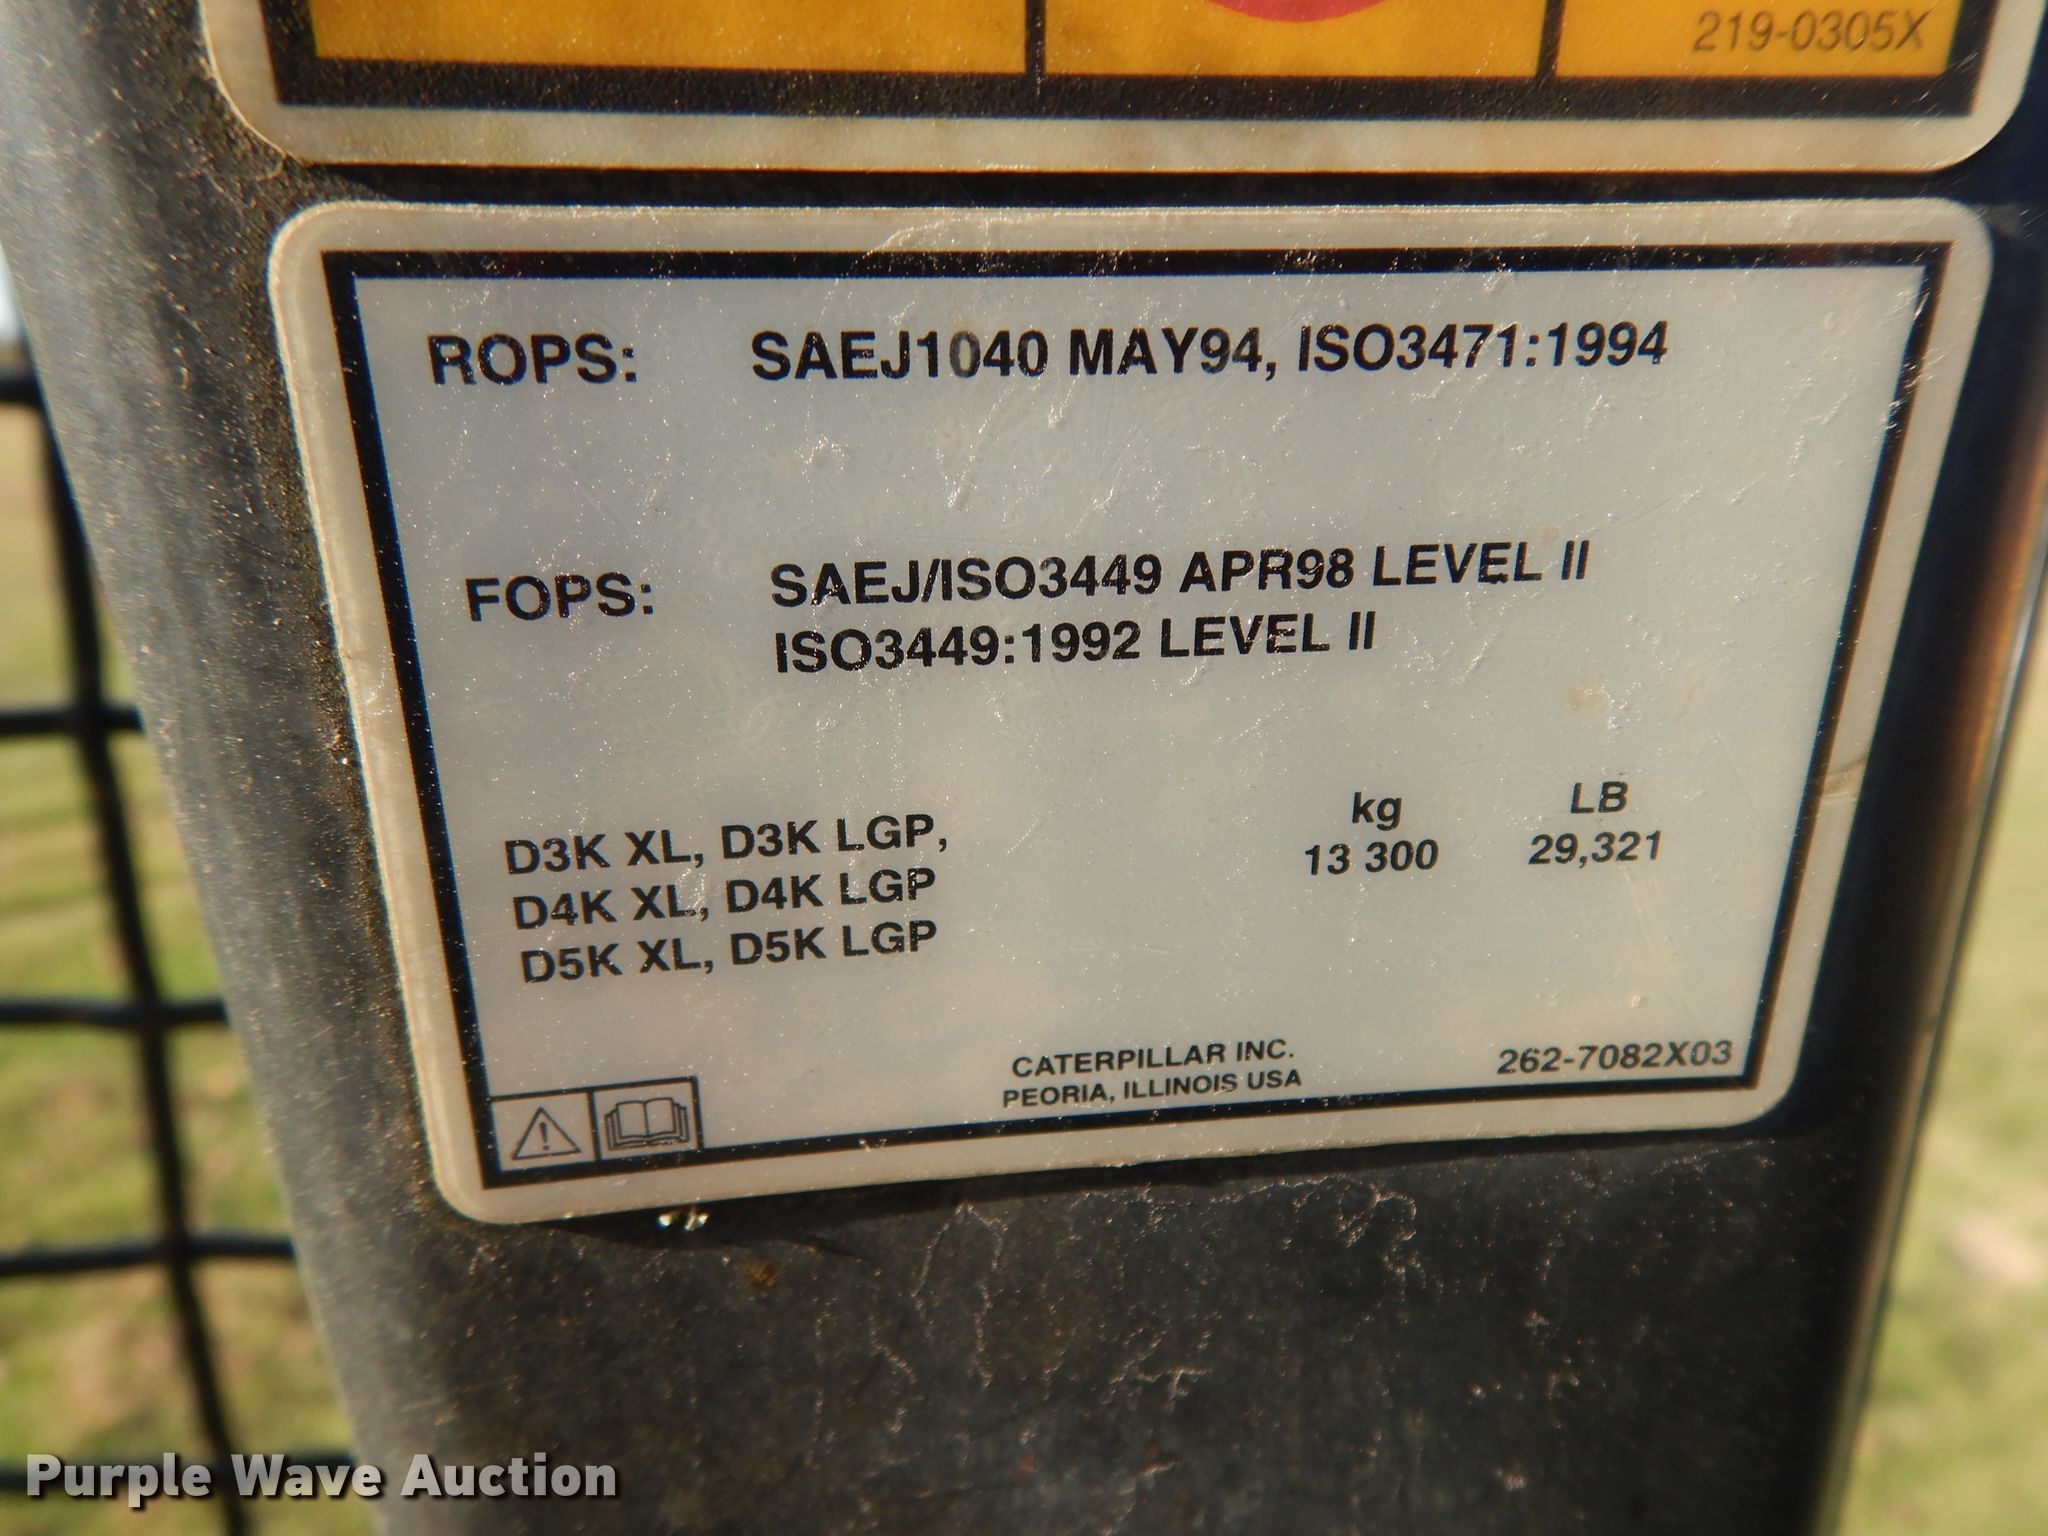 219-0305X
ROPS: SAEJ1040 MAY94, ISO3471:1994
FOPS: SAEJ/ISO3449 APR98 LEVEL II
ISO3449:1992 LEVEL II
kg LB
D3K XL, D3K LGP, 13 300 29,321
D4K XL, D4K LGP
D5K XL, D5K LGP
CATERPILLAR INC. 262-7082X03
PEORIA, ILLINOIS USA
Purple Wave Auction